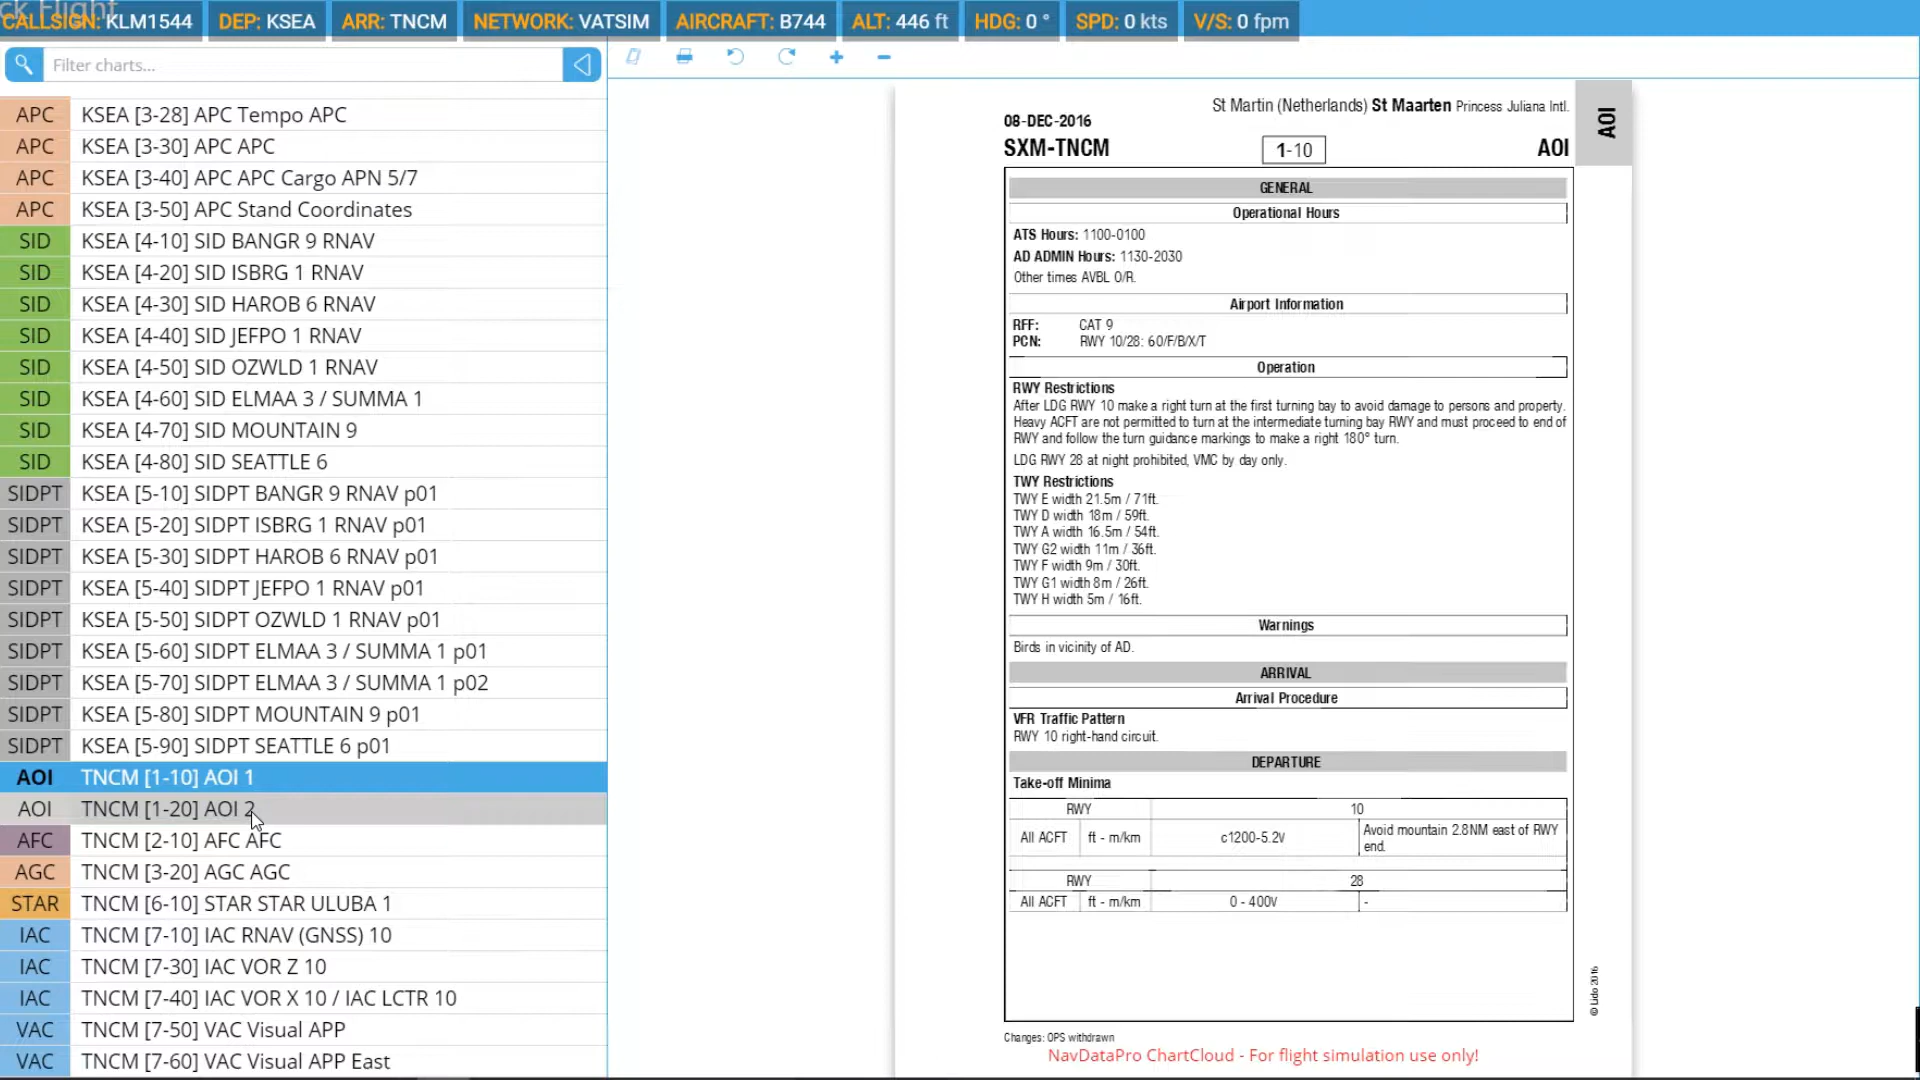 ck Flight
CALLSIGN: KLM1544 DEP: KSEA ARR: TNCM NETWORK: VATSIM AIRCRAFT: B744 ALT: 446 ft HDG: 0 ° SPD: 0 kts V/S: 0 fpm
Filter charts...
APC KSEA [3-28] APC Tempo APC
APC KSEA [3-30] APC APC
APC KSEA [3-40] APC APC Cargo APN 5/7
APC KSEA [3-50] APC Stand Coordinates
SID KSEA [4-10] SID BANGR 9 RNAV
SID KSEA [4-20] SID ISBRG 1 RNAV
SID KSEA [4-30] SID HAROB 6 RNAV
SID KSEA [4-40] SID JEFPO 1 RNAV
SID KSEA [4-50] SID OZWLD 1 RNAV
SID KSEA [4-60] SID ELMAA 3 / SUMMA 1
SID KSEA [4-70] SID MOUNTAIN 9
SID KSEA [4-80] SID SEATTLE 6
SIDPT KSEA [5-10] SIDPT BANGR 9 RNAV p01
SIDPT KSEA [5-20] SIDPT ISBRG 1 RNAV p01
SIDPT KSEA [5-30] SIDPT HAROB 6 RNAV p01
SIDPT KSEA [5-40] SIDPT JEFPO 1 RNAV p01
SIDPT KSEA [5-50] SIDPT OZWLD 1 RNAV p01
SIDPT KSEA [5-60] SIDPT ELMAA 3 / SUMMA 1 p01
SIDPT KSEA [5-70] SIDPT ELMAA 3 / SUMMA 1 p02
SIDPT KSEA [5-80] SIDPT MOUNTAIN 9 p01
SIDPT KSEA [5-90] SIDPT SEATTLE 6 p01
AOI TNCM [1-10] AOI 1
AOI TNCM [1-20] AOI 2
AFC TNCM [2-10] AFC AFC
AGC TNCM [3-20] AGC AGC
STAR TNCM [6-10] STAR STAR ULUBA 1
IAC TNCM [7-10] IAC RNAV (GNSS) 10
IAC TNCM [7-30] IAC VOR Z 10
IAC TNCM [7-40] IAC VOR X 10 / IAC LCTR 10
VAC TNCM [7-50] VAC Visual APP
VAC TNCM [7-60] VAC Visual APP East
St Martin (Netherlands) St Maarten Princess Juliana Intl.
08-DEC-2016
SXM-TNCM 1-10 AOI
AOI
GENERAL
Operational Hours
ATS Hours: 1100-0100
AD ADMIN Hours: 1130-2030
Other times AVBL O/R.
Airport Information
RFF: CAT 9
PCN: RWY 10/28: 60/F/B/X/T
Operation
RWY Restrictions
After LDG RWY 10 make a right turn at the first turning bay to avoid damage to persons and property.
Heavy ACFT are not permitted to turn at the intermediate turning bay RWY and must proceed to end of
RWY and follow the turn guidance markings to make a right 180° turn.
LDG RWY 28 at night prohibited, VMC by day only.
TWY Restrictions
TWY E width 21.5m / 71ft.
TWY D width 18m / 59ft.
TWY A width 16.5m / 54ft.
TWY G2 width 11m / 36ft.
TWY F width 9m / 30ft.
TWY G1 width 8m / 26ft.
TWY H width 5m / 16ft.
Warnings
Birds in vicinity of AD.
ARRIVAL
Arrival Procedure
VFR Traffic Pattern
RWY 10 right-hand circuit.
DEPARTURE
Take-off Minima
RWY 10
All ACFT ft - m/km c1200-5.2V Avoid mountain 2.8NM east of RWY
end.
RWY 28
All ACFT ft - m/km 0 - 400V -
© Lido 2016
Changes: OPS withdrawn
NavDataPro ChartCloud - For flight simulation use only!